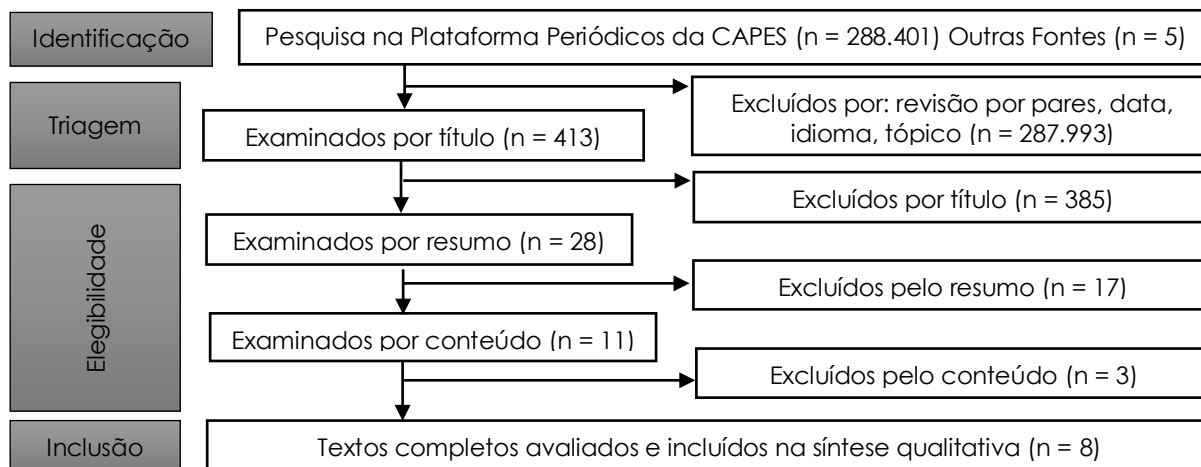 Identificação
Pesquisa na Plataforma Periódicos da CAPES (n = 288.401) Outras Fontes (n = 5)
Triagem
Excluídos por: revisão por pares, data,
idioma, tópico (n = 287.993)
Examinados por título (n = 413)
Elegibilidade
Excluídos por título (n = 385)
Examinados por resumo (n = 28)
Excluídos pelo resumo (n = 17)
Examinados por conteúdo (n = 11)
Excluídos pelo conteúdo (n = 3)
Inclusão
Textos completos avaliados e incluídos na síntese qualitativa (n = 8)